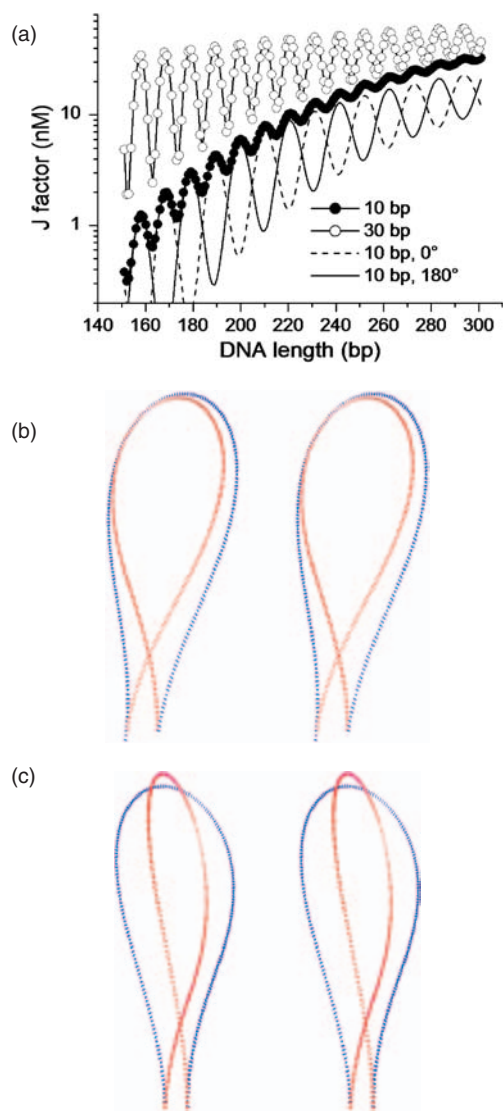 (a)
J factor (nM)
10
1
10 bp
30 bp
10 bp, 0°
10 bp, 180°
140 160 180 200 220 240 260 280 300
DNA length (bp)
(b)
(c)